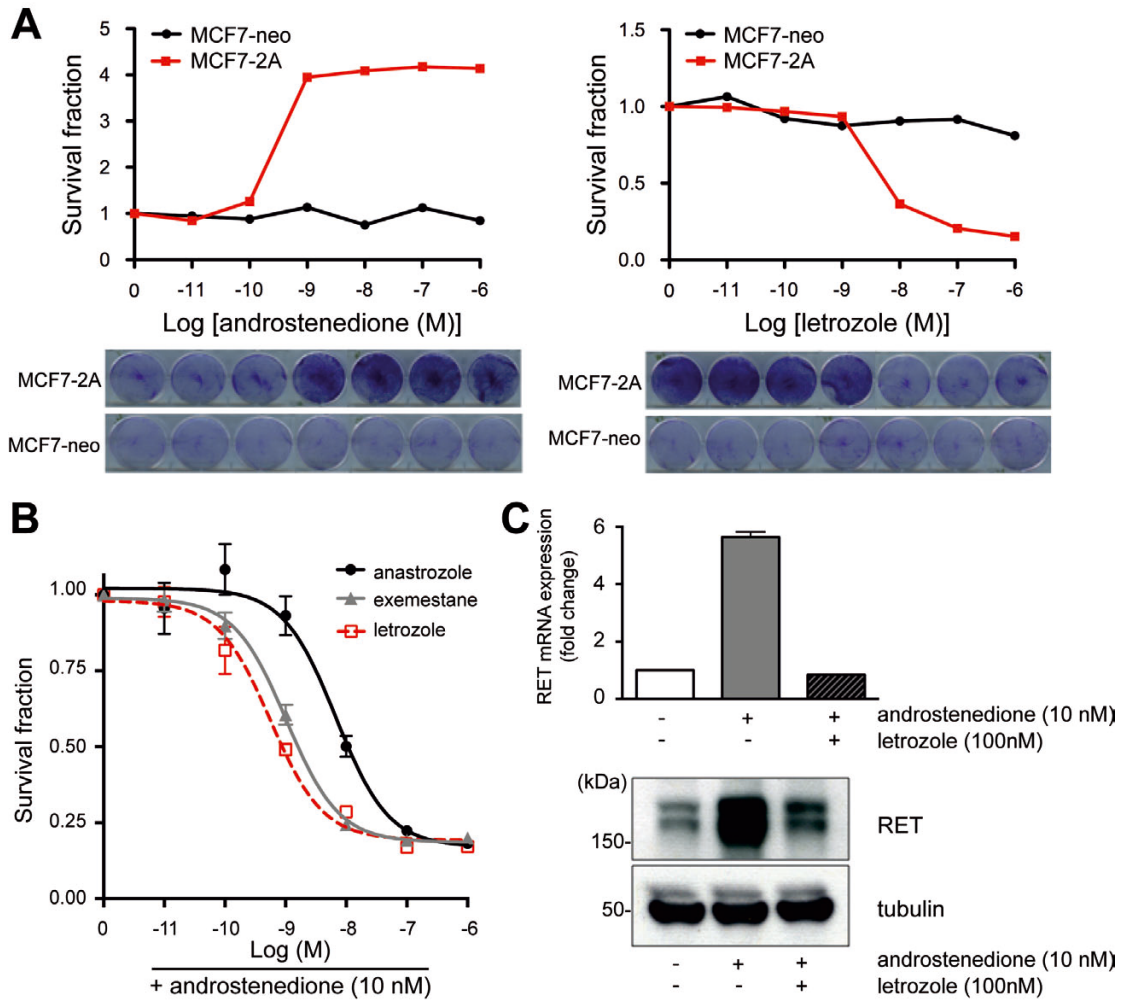 A
5
4
3
2
1
0
Survival fraction
MCF7-neo
MCF7-2A
0 -11 -10 -9 -8 -7 -6
Log [androstenedione (M)]
MCF7-2A
MCF7-neo
1.5
1.0
0.5
0.0
Survival fraction
MCF7-neo
MCF7-2A
0 -11 -10 -9 -8 -7 -6
Log [letrozole (M)]
MCF7-2A
MCF7-neo
B
1.00
0.75
0.50
0.25
0.00
Survival fraction
anastrozole
exemestane
letrozole
0 -11 -10 -9 -8 -7 -6
Log (M)
+ androstenedione (10 nM)
C
RET mRNA expression
(fold change)
6
4
2
0
- + + androstenedione (10 nM)
- - + letrozole (100nM)
(kDa)
150-
RET
50-
tubulin
- + + androstenedione (10 nM)
- - + letrozole (100nM)